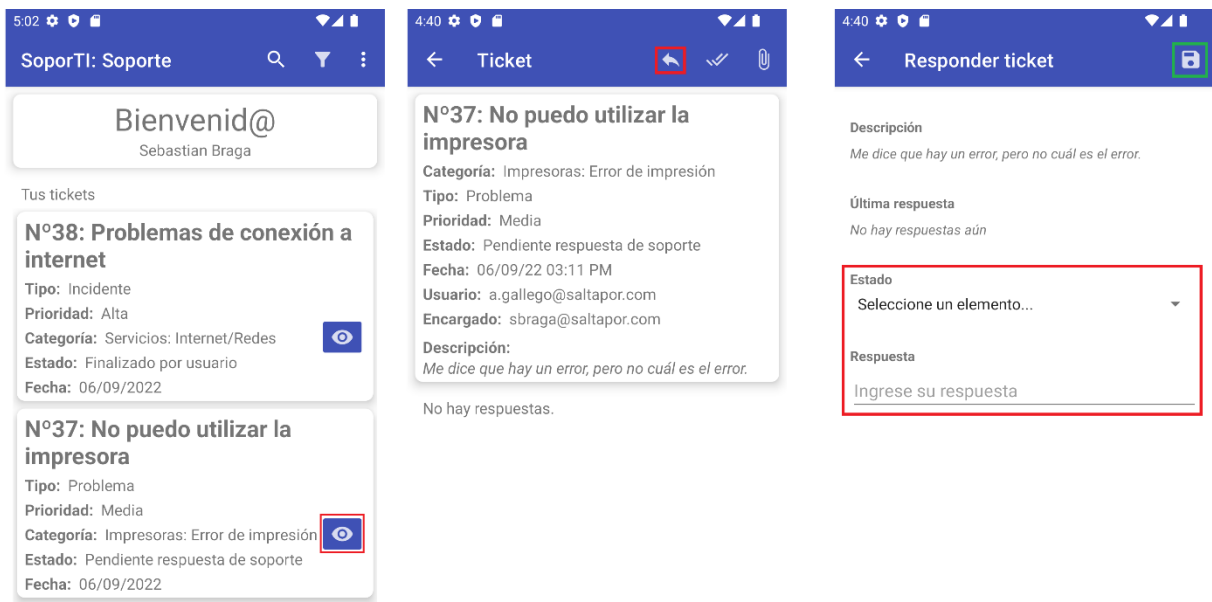 5:02
SoporTI: Soporte
Bienvenid@
Sebastian Braga
Tus tickets
Nº38: Problemas de conexión a
internet
Tipo: Incidente
Prioridad: Alta
Categoría: Servicios: Internet/Redes
Estado: Finalizado por usuario
Fecha: 06/09/2022
Nº37: No puedo utilizar la
impresora
Tipo: Problema
Prioridad: Media
Categoría: Impresoras: Error de impresión
Estado: Pendiente respuesta de soporte
Fecha: 06/09/2022
4:40
Ticket
Nº37: No puedo utilizar la
impresora
Categoría: Impresoras: Error de impresión
Tipo: Problema
Prioridad: Media
Estado: Pendiente respuesta de soporte
Fecha: 06/09/22 03:11 PM
Usuario: a.gallego@saltapor.com
Encargado: sbraga@saltapor.com
Descripción:
Me dice que hay un error, pero no cuál es el error.
No hay respuestas.
4:40
Responder ticket
Descripción
Me dice que hay un error, pero no cuál es el error.
Última respuesta
No hay respuestas aún
Estado
Seleccione un elemento...
Respuesta
Ingrese su respuesta